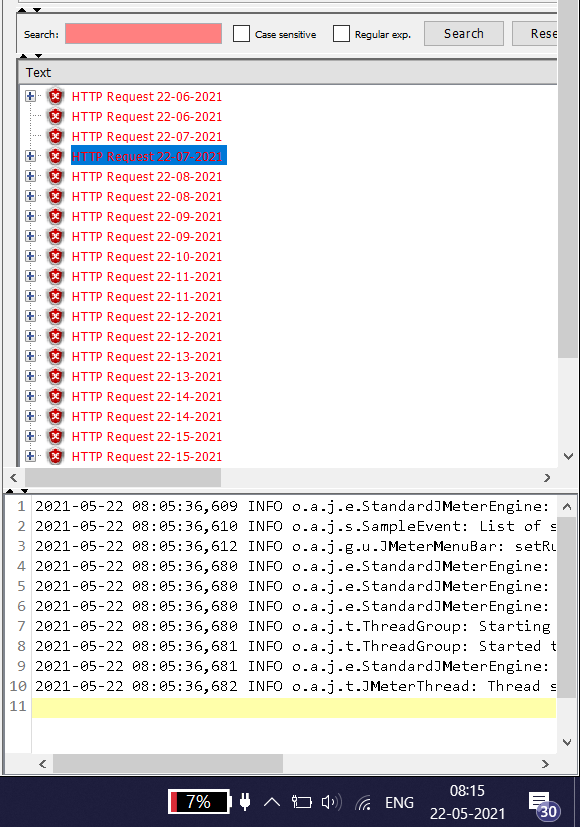 Search: Case sensitive Regular exp. Search Rese
Text
HTTP Request 22-06-2021
HTTP Request 22-06-2021
HTTP Request 22-07-2021
HTTP Request 22-07-2021
HTTP Request 22-08-2021
HTTP Request 22-08-2021
HTTP Request 22-09-2021
HTTP Request 22-09-2021
HTTP Request 22-10-2021
HTTP Request 22-11-2021
HTTP Request 22-11-2021
HTTP Request 22-12-2021
HTTP Request 22-12-2021
HTTP Request 22-13-2021
HTTP Request 22-13-2021
HTTP Request 22-14-2021
HTTP Request 22-14-2021
HTTP Request 22-15-2021
HTTP Request 22-15-2021
1 2021-05-22 08:05:36,609 INFO o.a.j.e.StandardJMeterEngine:
2 2021-05-22 08:05:36,610 INFO o.a.j.s.SampleEvent: List of s
3 2021-05-22 08:05:36,612 INFO o.a.j.g.u.JMeterMenuBar: setRu
4 2021-05-22 08:05:36,680 INFO o.a.j.e.StandardJMeterEngine:
5 2021-05-22 08:05:36,680 INFO o.a.j.e.StandardJMeterEngine:
6 2021-05-22 08:05:36,680 INFO o.a.j.e.StandardJMeterEngine:
7 2021-05-22 08:05:36,680 INFO o.a.j.t.ThreadGroup: Starting
8 2021-05-22 08:05:36,681 INFO o.a.j.t.ThreadGroup: Started t
9 2021-05-22 08:05:36,681 INFO o.a.j.e.StandardJMeterEngine:
10 2021-05-22 08:05:36,682 INFO o.a.j.t.JMeterThread: Thread s
11
7% ENG 08:15
22-05-2021 30